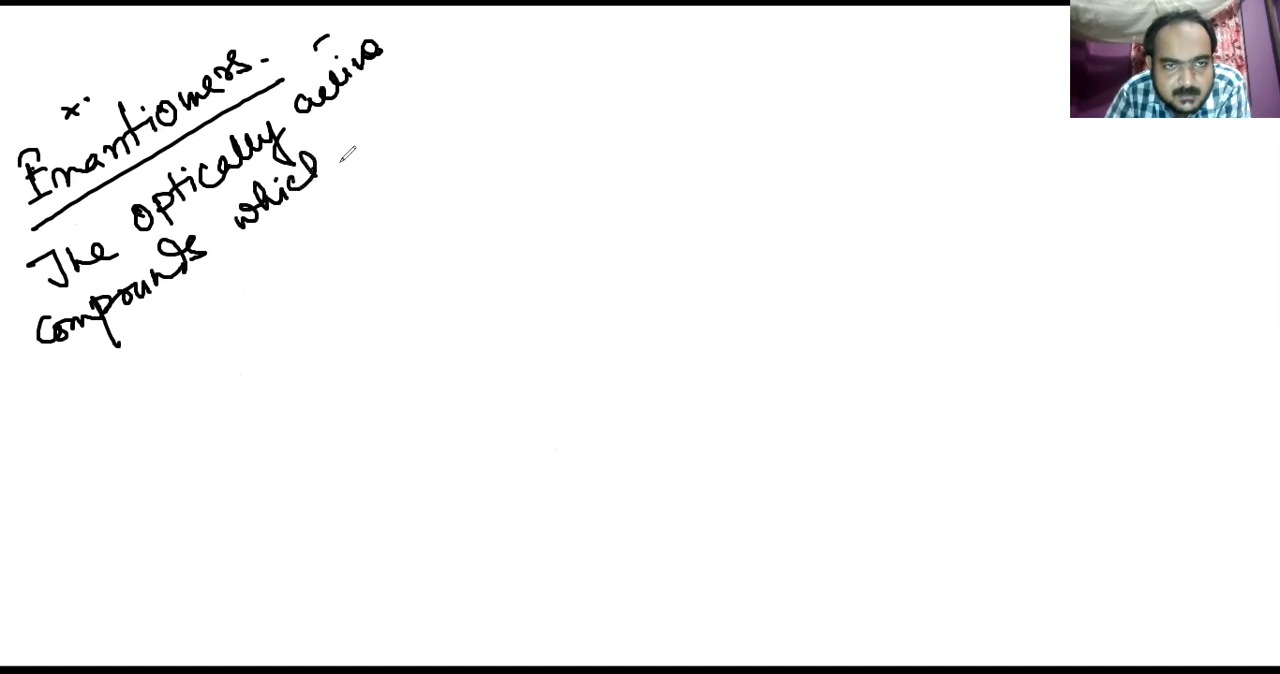 Enantiomers.
The optically active
compounds which